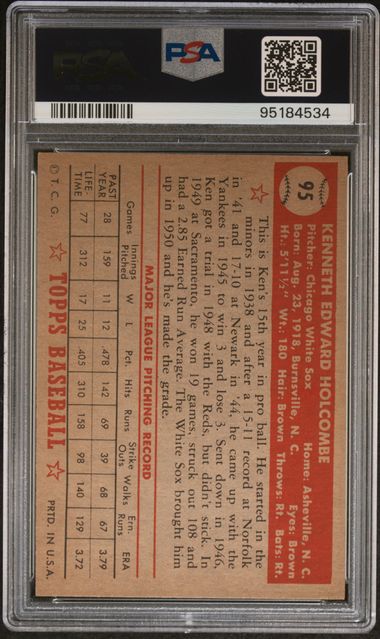 PSA
PSA
95184534
95
KENNETH EDWARD HOLCOMBE
Pitcher: Chicago White Sox Home: Asheville, N. C.
Born: Aug. 23, 1918, Burnsville, N. C. Eyes: Brown
Ht.: 5'11½" Wt.: 180 Hair: Brown Throws: Rt. Bats: Rt.
This is Ken's 15th year in pro ball. He started in the
minors in 1938 and after a 15-11 record at Norfolk
in '41 and 17-10 at Newark in '44, he came up with the
Yankees in 1945 to win 3 and lose 3. Sent down in 1946,
Ken got a trial in 1948 with the Reds, but didn't stick. In
1949 at Sacramento, he won 19 games, struck out 108 and
had a 2.85 Earned Run Average. The White Sox brought him
up in 1950 and he's made the grade.
MAJOR LEAGUE PITCHING RECORD
Games Innings Pitched W L Pct. Hits Runs Strike Outs Walks Ern. Runs ERA
PAST YEAR 28 159 11 12 .478 142 69 39 68 67 3.79
LIFE- 77 312 17 25 .405 310 158 98 140 129 3.72
© T. C. G. TOPPS BASEBALL PRTD. IN U.S.A.